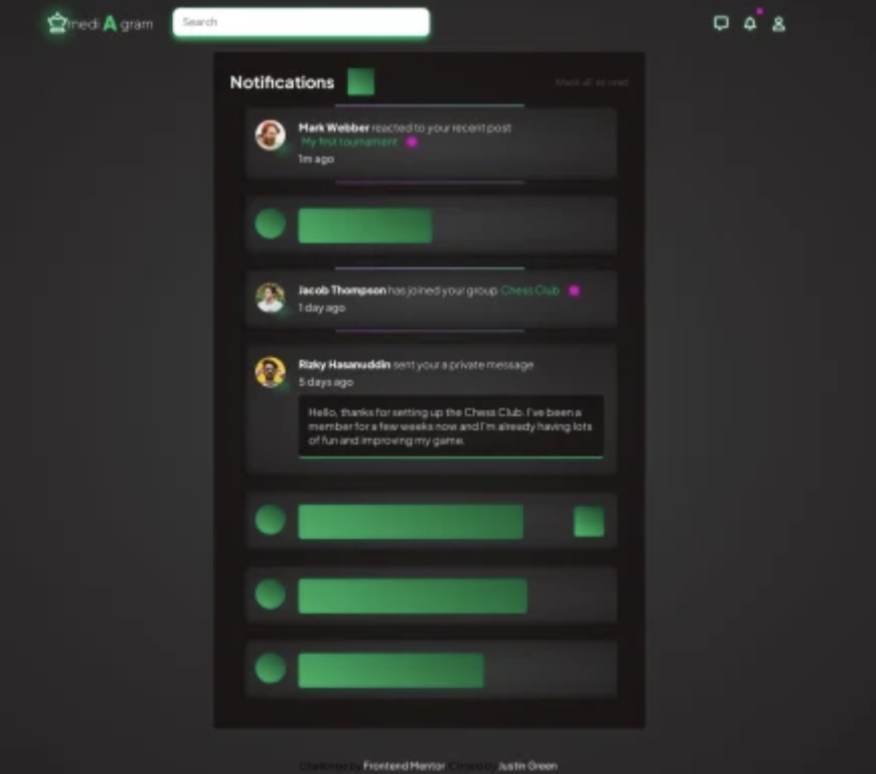 medi A gram
Search
Notifications
Mark all as read
Mark Webber reacted to your recent post
My first tournament
1m ago
Jacob Thompson has joined your group Chess Club
1 day ago
Rizky Hasanuddin sent your a private message
5 days ago
Hello, thanks for setting up the Chess Club. I've been a
member for a few weeks now and I'm already having lots
of fun and improving my game.
Challenge by Frontend Mentor. Coded by Justin Green